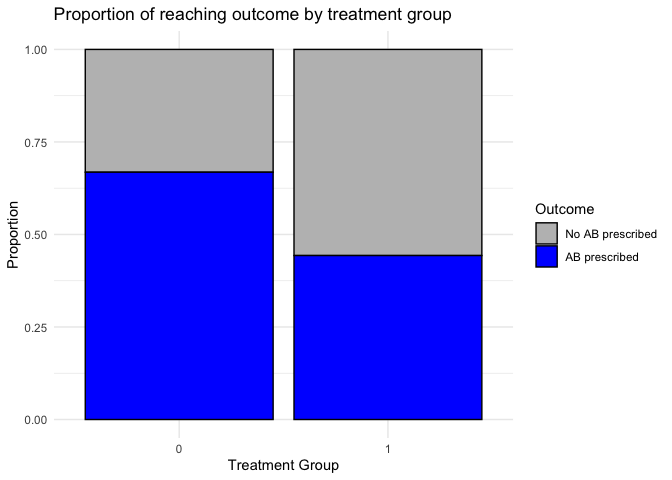 Proportion of reaching outcome by treatment group
1.00
0.75
0.50
0.25
0.00
Proportion
0
1
Treatment Group
Outcome
No AB prescribed
AB prescribed